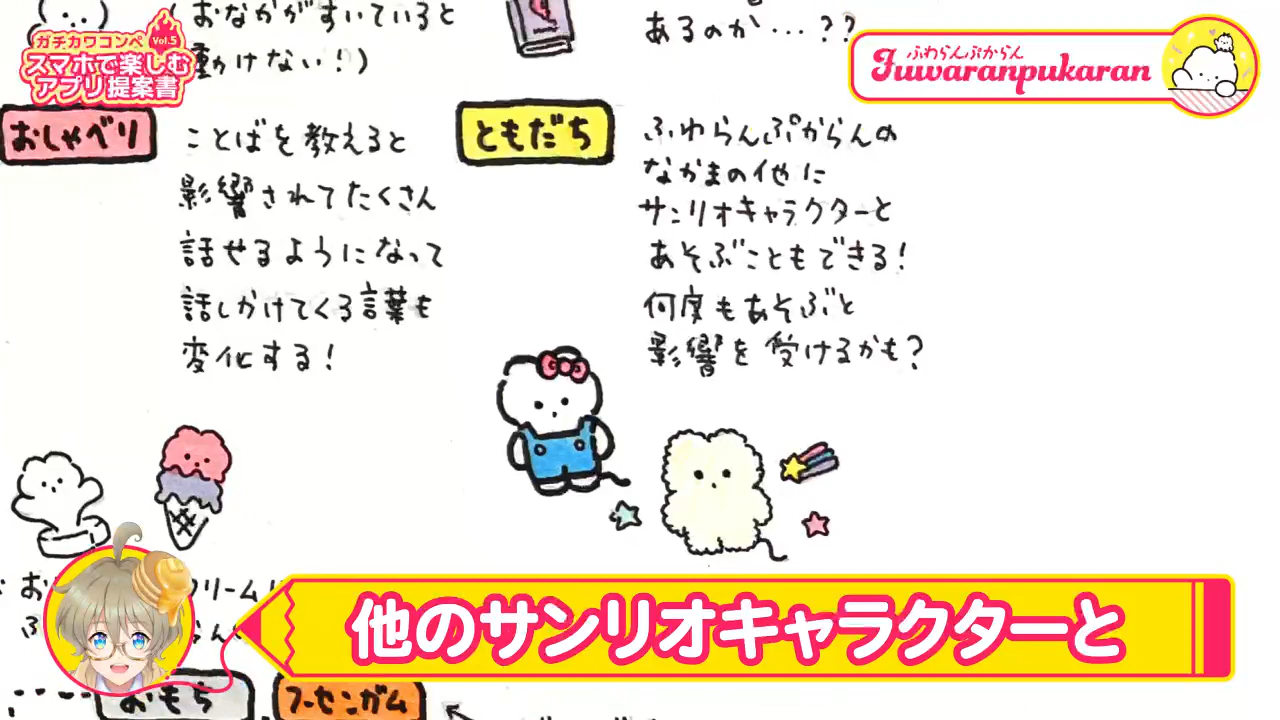 ガチカワコンペ Vol.5
スマホで楽しむ
アプリ提案書
(おなかがすいていると
動けない!)
あるのか…??
ふわらんぷからん
Fuwaranpukaran
おしゃべり
ことばを教えると
影響されてたくさん
話せるようになって
話しかけてくる言葉も
変化する!
ともだち
ふわらんぷからんの
なかまの他に
サンリオキャラクターと
あそぶこともできる!
何度もあそぶと
影響を受けるかも?
クリーム
他のサンリオキャラクターと
おもち
フーセンガム